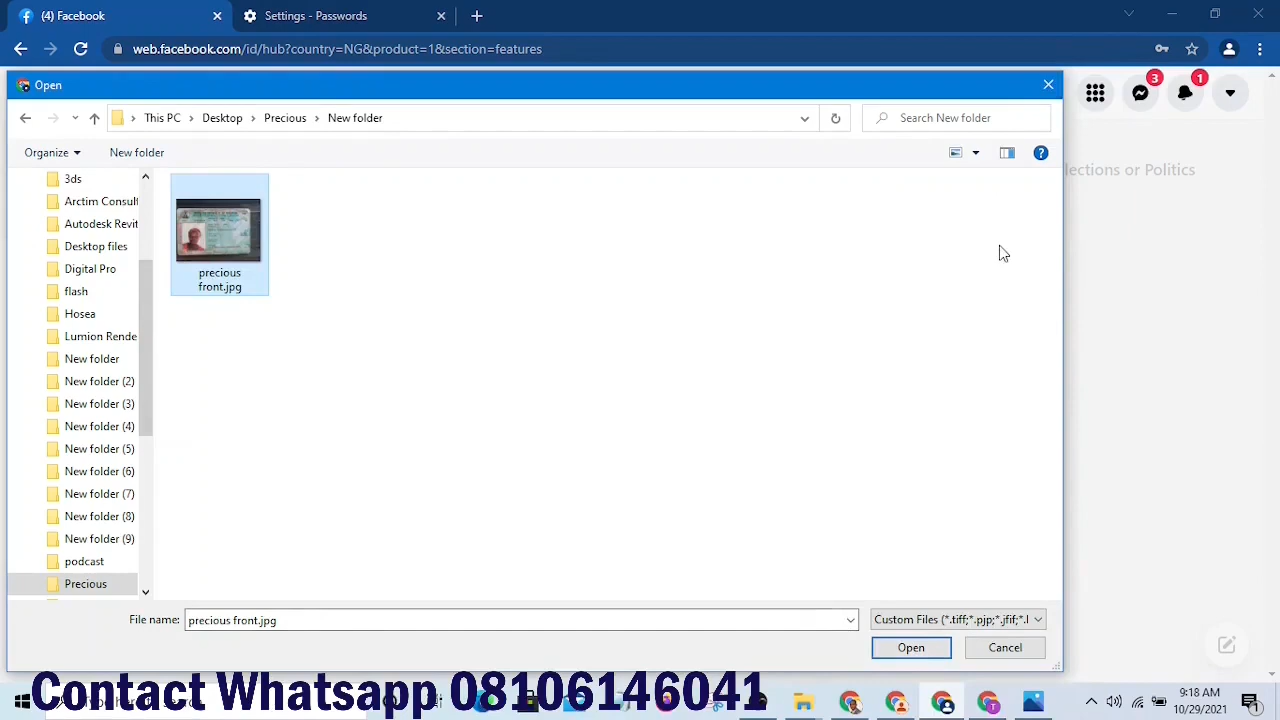 (4) Facebook
Settings - Passwords
web.facebook.com/id/hub?country=NG&product=1&section=features
Open
3
1
This PC
Desktop
Precious
New folder
Search New folder
Organize
New folder
lections or Politics
3ds
Arctim Consult
Autodesk Revit
Desktop files
Digital Pro
flash
Hosea
Lumion Rende
New folder
New folder (2)
New folder (3)
New folder (4)
New folder (5)
New folder (6)
New folder (7)
New folder (8)
New folder (9)
podcast
Precious
precious
front.jpg
File name:
precious front.jpg
Custom Files (*.tiff;*.pjp;*.jfif;*.l
Open
Cancel
Contact Whatsapp 08106146041
9:18 AM
10/29/2021
1